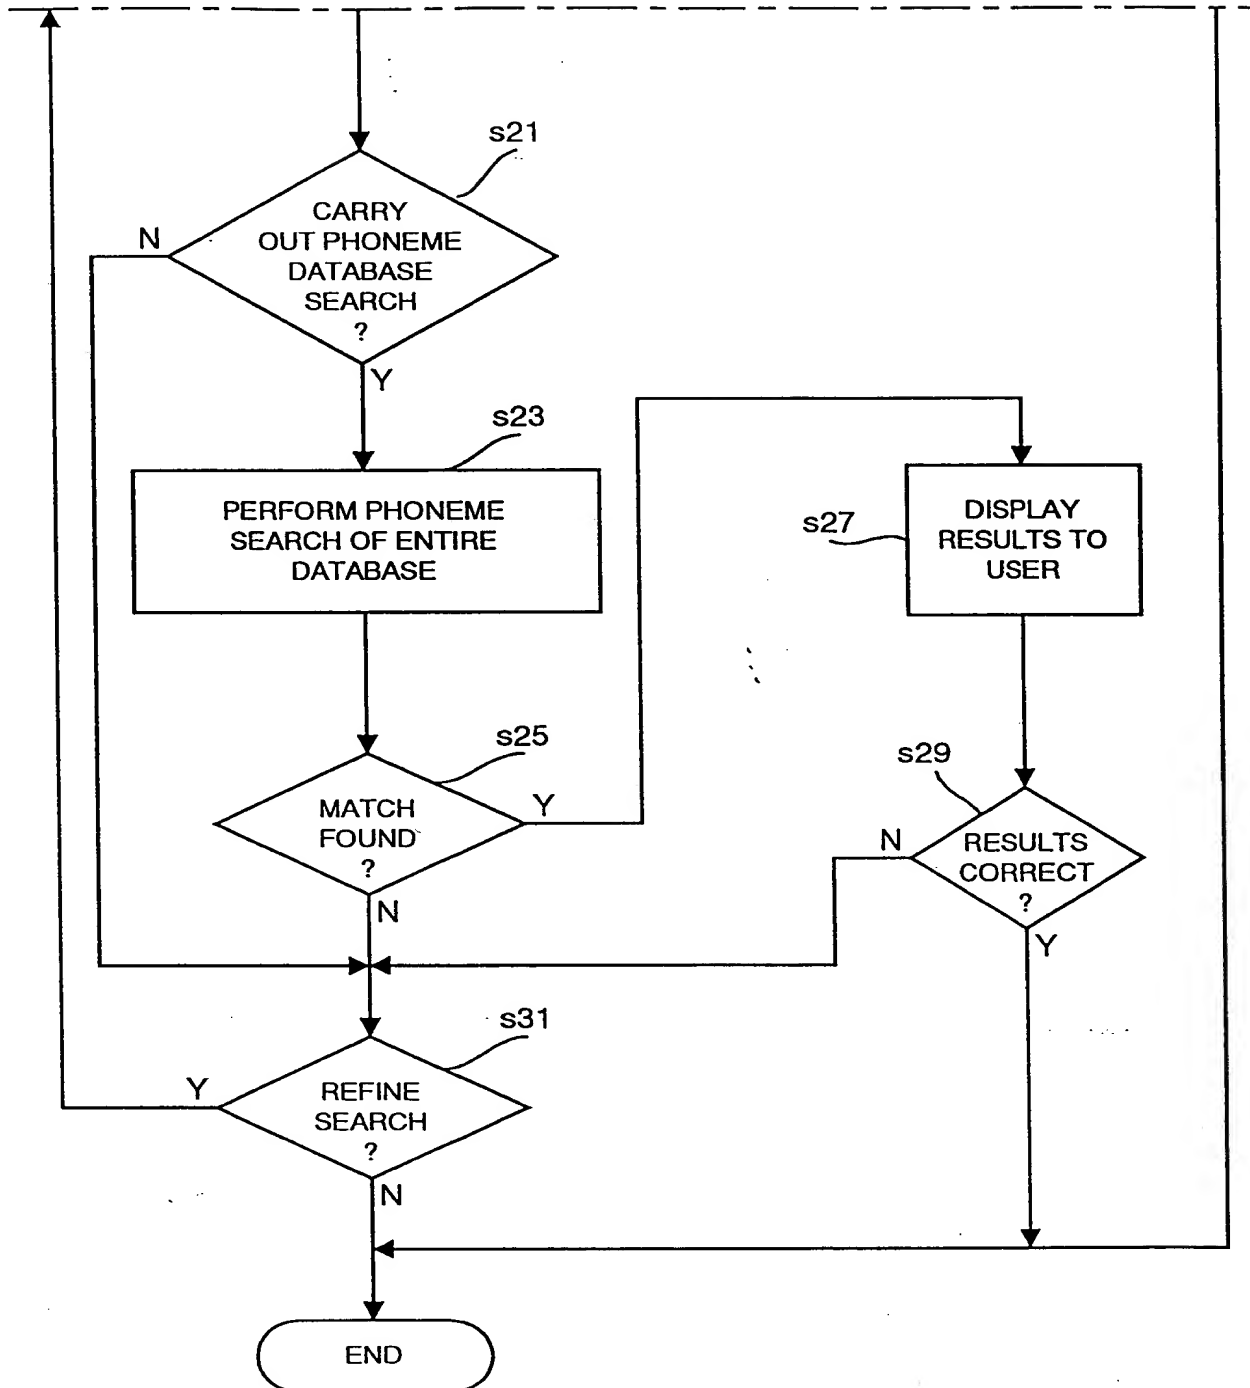 s21
CARRY
OUT PHONEME
DATABASE
SEARCH
?
N
Y
s23
PERFORM PHONEME
SEARCH OF ENTIRE
DATABASE
s27
DISPLAY
RESULTS TO
USER
s25
MATCH
FOUND
?
Y
N
s29
RESULTS
CORRECT
?
N
Y
s31
REFINE
SEARCH
?
Y
N
END